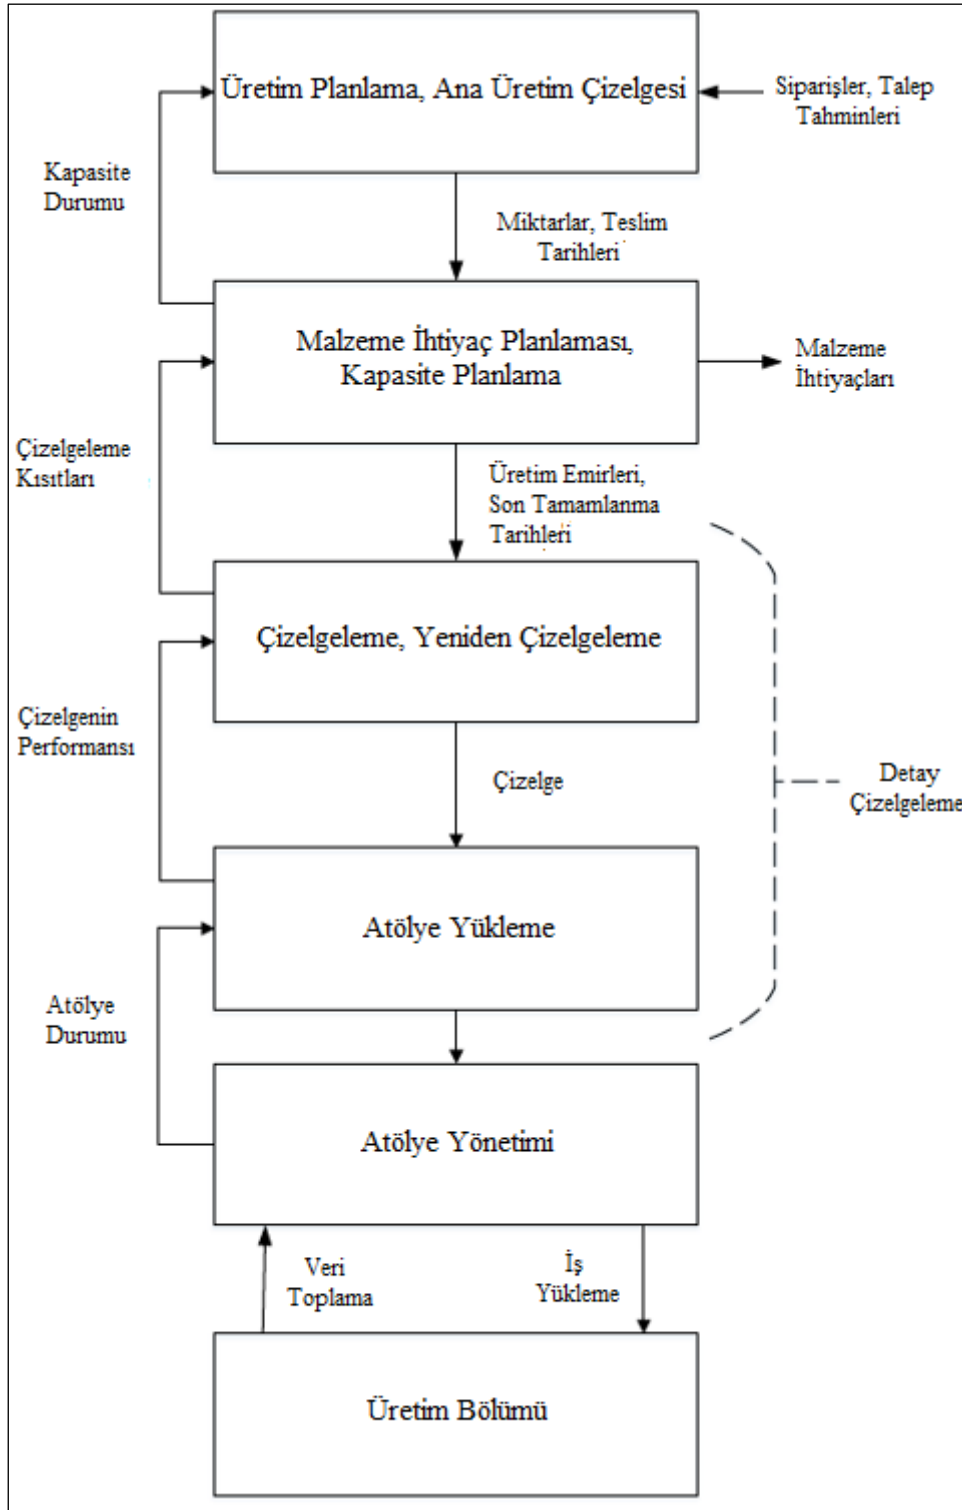 Üretim Planlama, Ana Üretim Çizelgesi
Siparişler, Talep
Tahminleri
Kapasite
Durumu
Miktarlar, Teslim
Tarihleri
Malzeme İhtiyaç Planlaması,
Kapasite Planlama
Malzeme
İhtiyaçları
Çizelgeleme
Kısıtları
Üretim Emirleri,
Son Tamamlanma
Tarihleri
Çizelgeleme, Yeniden Çizelgeleme
Çizelgenin
Performansı
Çizelge
Detay
Çizelgeleme
Atölye Yükleme
Atölye
Durumu
Atölye Yönetimi
Veri
Toplama
İş
Yükleme
Üretim Bölümü